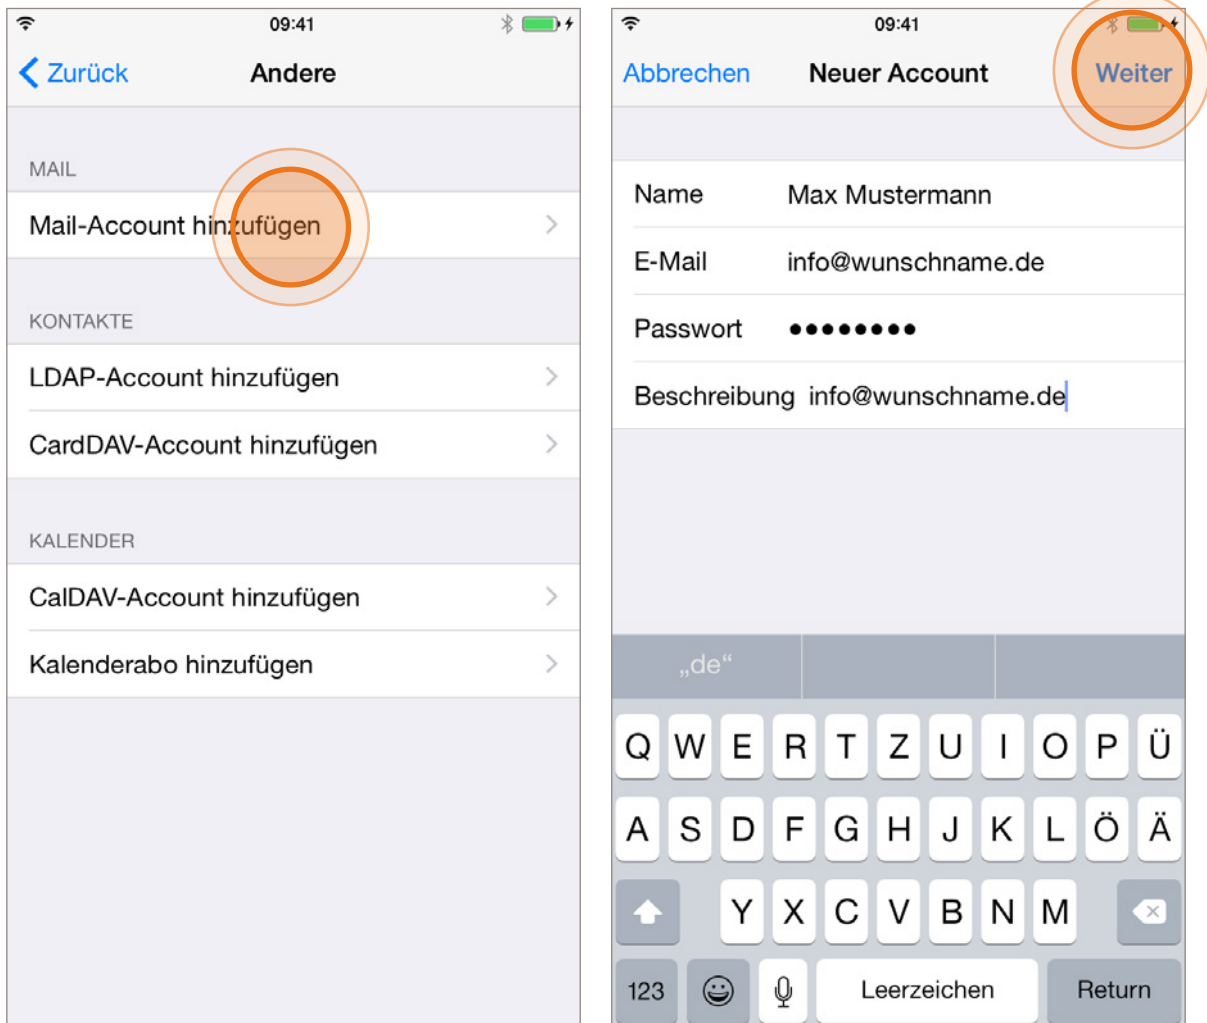 09:41
Zurück
Andere
MAIL
Mail-Account hinzufügen
KONTAKTE
LDAP-Account hinzufügen
CardDAV-Account hinzufügen
KALENDER
CalDAV-Account hinzufügen
Kalenderabo hinzufügen
09:41
Abbrechen
Neuer Account
Weiter
Name Max Mustermann
E-Mail info@wunschname.de
Passwort ●●●●●●●●
Beschreibung info@wunschname.de
„de“
Q W E R T Z U I O P Ü
A S D F G H J K L Ö Ä
Y X C V B N M
123 Leerzeichen Return